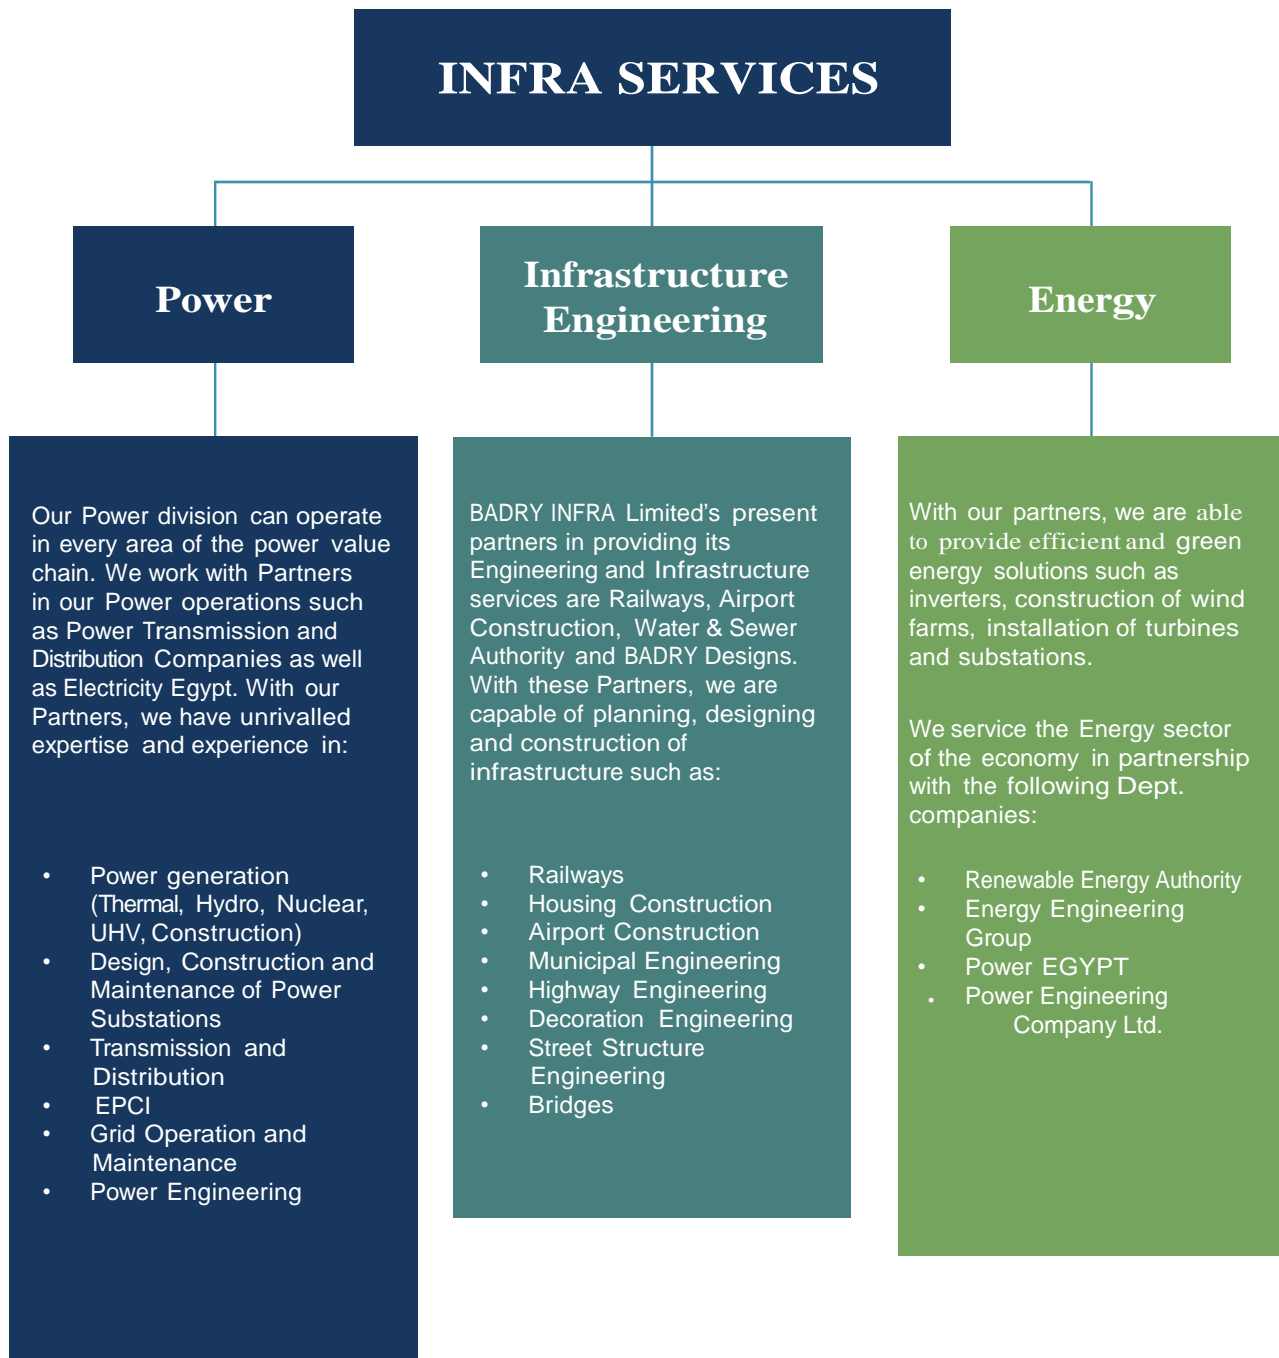 INFRA SERVICES
Power
Our Power division can operate
in every area of the power value
chain. We work with Partners
in our Power operations such
as Power Transmission and
Distribution Companies as well
as Electricity Egypt. With our
Partners, we have unrivalled
expertise and experience in:
• Power generation
(Thermal, Hydro, Nuclear,
UHV, Construction)
• Design, Construction and
Maintenance of Power
Substations
• Transmission and
Distribution
• EPCI
• Grid Operation and
Maintenance
• Power Engineering
Infrastructure
Engineering
BADRY INFRA Limited’s present
partners in providing its
Engineering and Infrastructure
services are Railways, Airport
Construction, Water & Sewer
Authority and BADRY Designs.
With these Partners, we are
capable of planning, designing
and construction of
infrastructure such as:
• Railways
• Housing Construction
• Airport Construction
• Municipal Engineering
• Highway Engineering
• Decoration Engineering
• Street Structure
Engineering
• Bridges
Energy
With our partners, we are able
to provide efficient and green
energy solutions such as
inverters, construction of wind
farms, installation of turbines
and substations.
We service the Energy sector
of the economy in partnership
with the following Dept.
companies:
• Renewable Energy Authority
• Energy Engineering
Group
• Power EGYPT
• Power Engineering
Company Ltd.